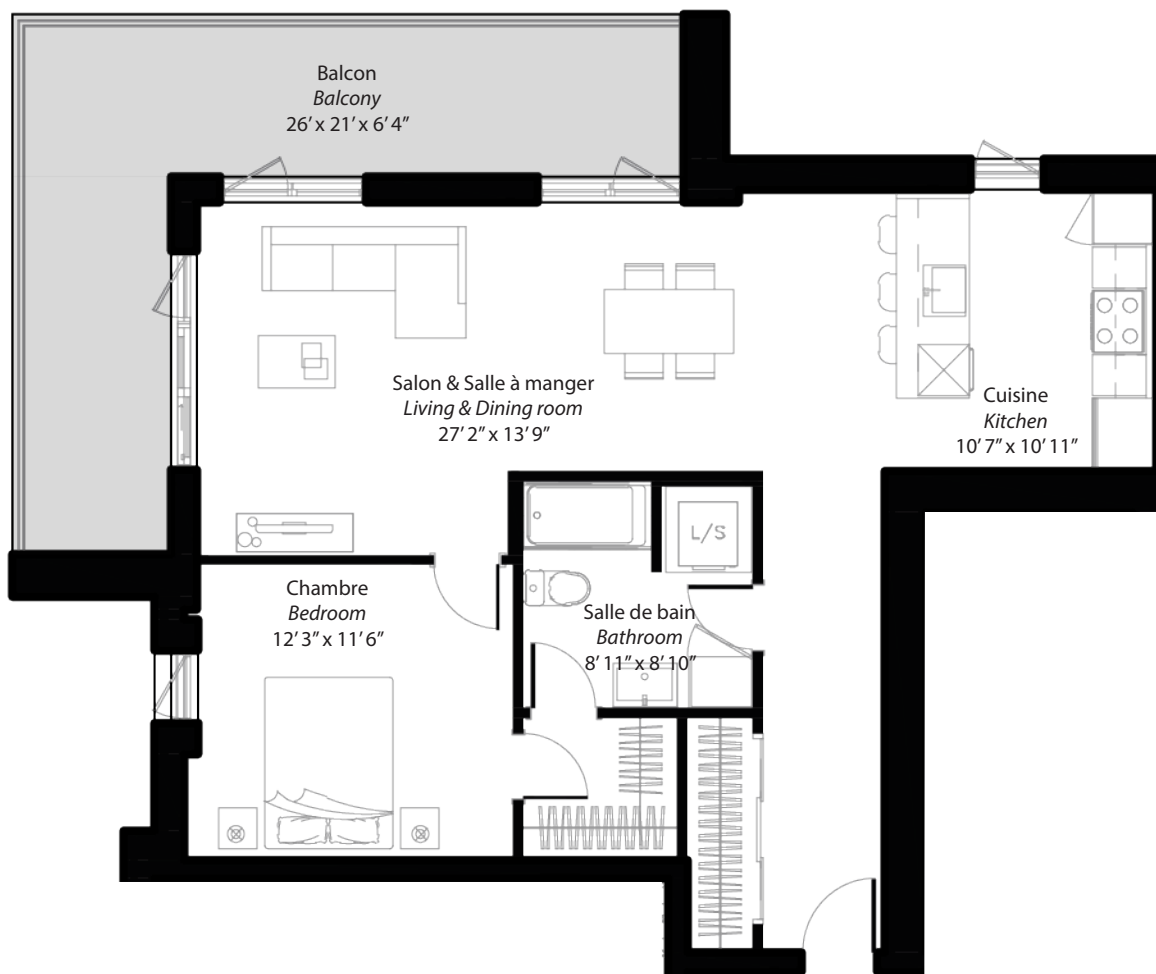 Balcon
Balcony
26’ x 21’ x 6’ 4”
Salon & Salle à manger
Living & Dining room
27’ 2” x 13’ 9”
Cuisine
Kitchen
10’ 7” x 10’ 11”
L/S
Chambre
Bedroom
12’ 3” x 11’ 6”
Salle de bain
Bathroom
8’ 11” x 8’ 10”